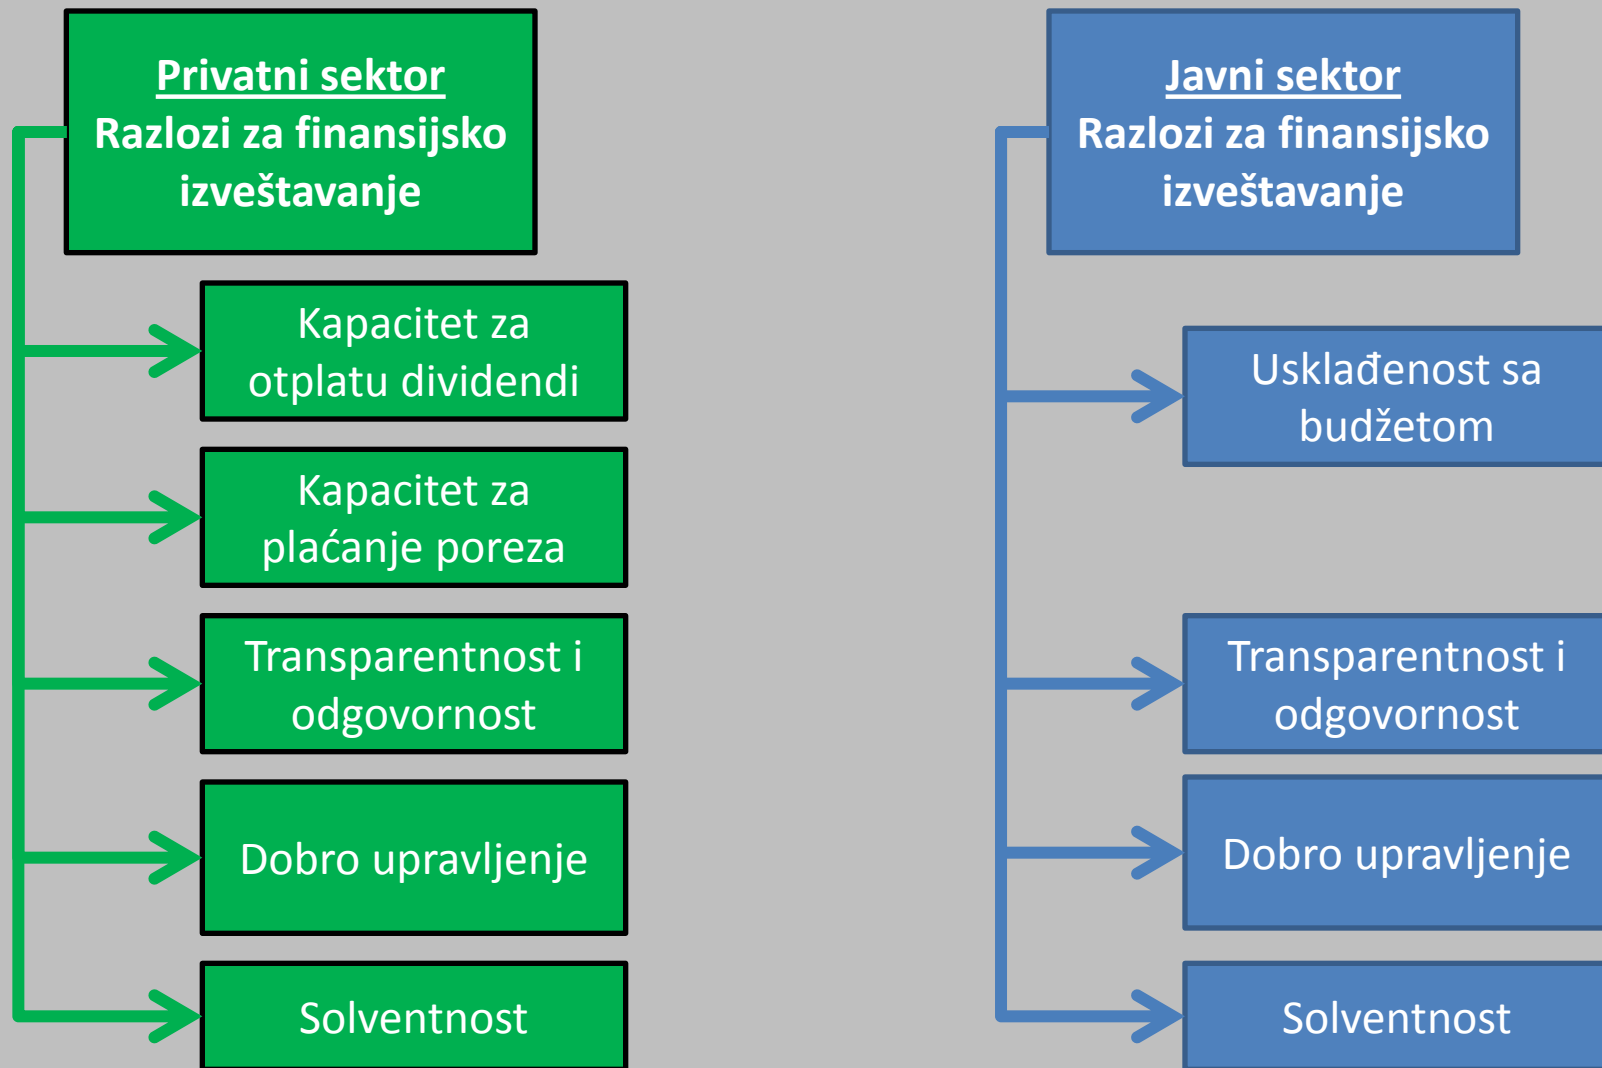 Privatni sektor
Razlozi za finansijsko
izveštavanje
Kapacitet za
otplatu dividendi
Kapacitet za
plaćanje poreza
Transparentnost i
odgovornost
Dobro upravljenje
Solventnost
Javni sektor
Razlozi za finansijsko
izveštavanje
Usklađenost sa
budžetom
Transparentnost i
odgovornost
Dobro upravljenje
Solventnost